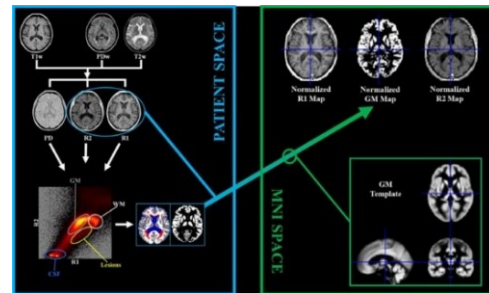 T1w PDw T2w
PATIENT SPACE
PD R2 R1
GM
WM
Lesions
CSF
R2
R1
Normalized R1 Map
Normalized GM Map
Normalized R2 Map
MNI SPACE
GM
Template